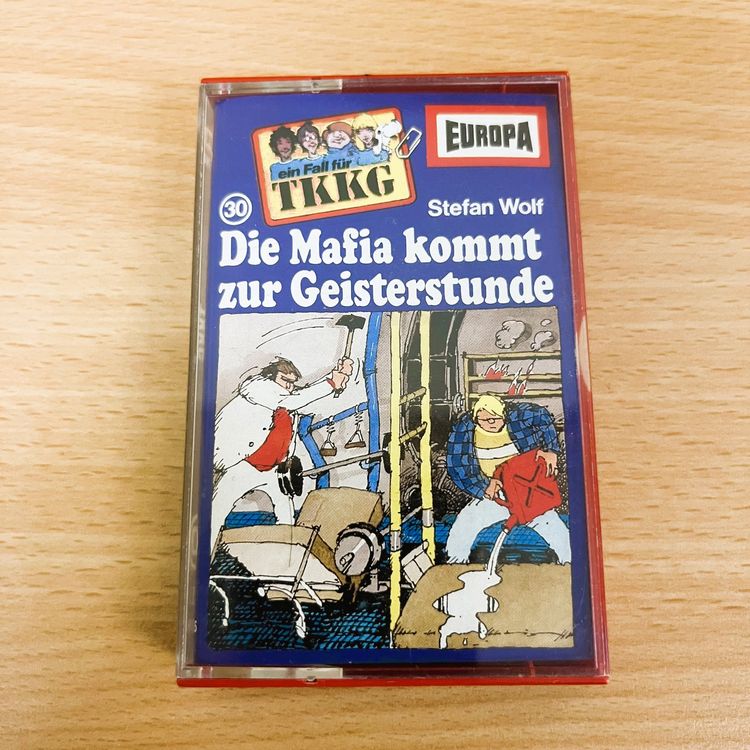 ein Fall für
TKKG
EUROPA
30
Stefan Wolf
Die Mafia kommt
zur Geisterstunde